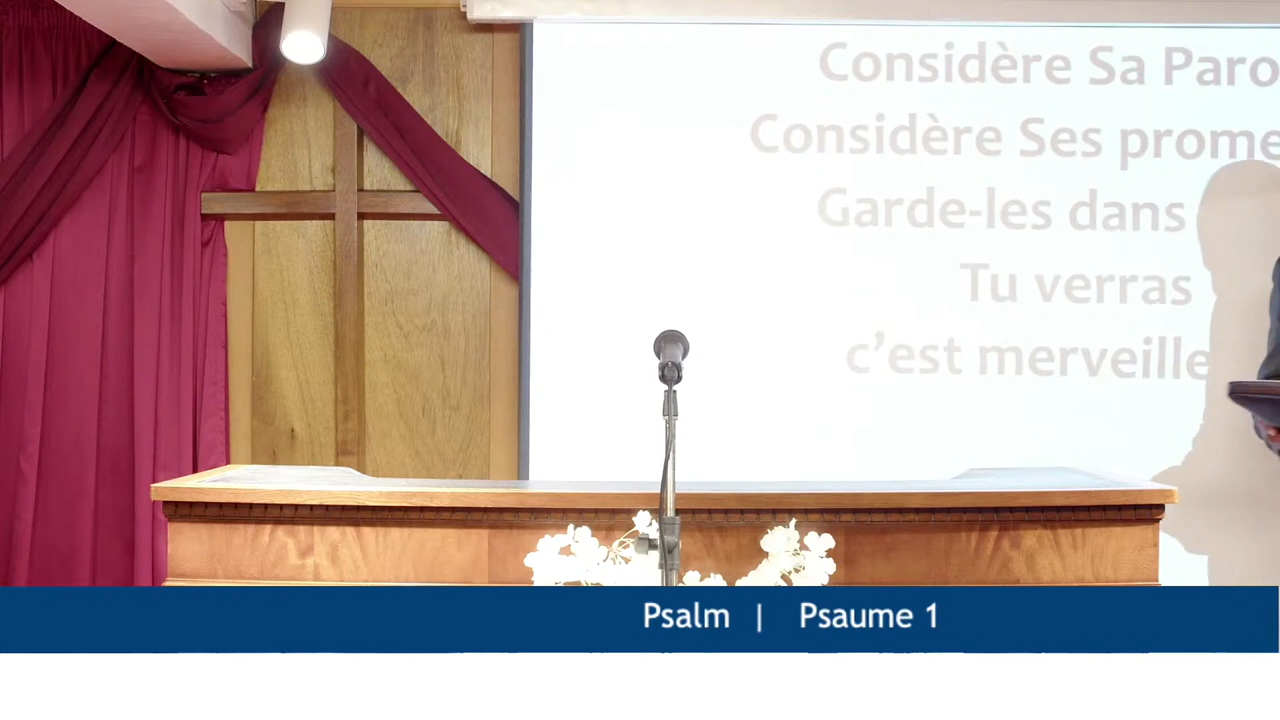 Considère Sa Paro
Considère Ses prome
Garde-les dans
Tu verras
c'est merveille
Psalm | Psaume 1